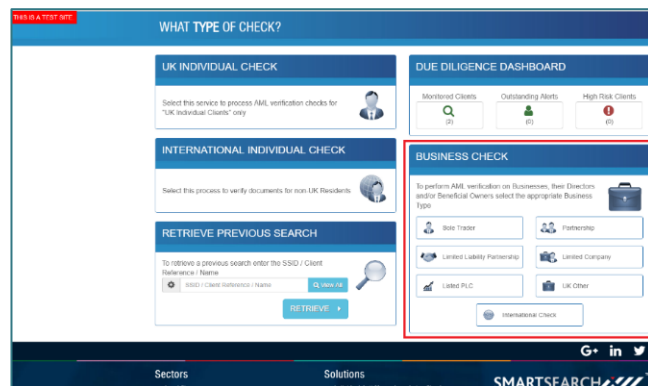 THIS IS A TEST SITE
WHAT TYPE OF CHECK?
UK INDIVIDUAL CHECK
Select this service to process AML verification checks for
"UK Individual Clients" only
INTERNATIONAL INDIVIDUAL CHECK
Select this process to verify documents for non-UK Residents
RETRIEVE PREVIOUS SEARCH
To retrieve a previous search enter the SSID / Client
Reference / Name
SSID / Client Reference / Name
View All
RETRIEVE
DUE DILIGENCE DASHBOARD
Monitored Clients Outstanding Alerts High Risk Clients
(2) (0) (0)
BUSINESS CHECK
To perform AML verification on Businesses, their Directors
and/or Beneficial Owners select the appropriate Business
Type
Sole Trader Partnership
Limited Liability Partnership Limited Company
Listed PLC UK Other
International Check
G+ in
Sectors Solutions
SMARTSEARCH